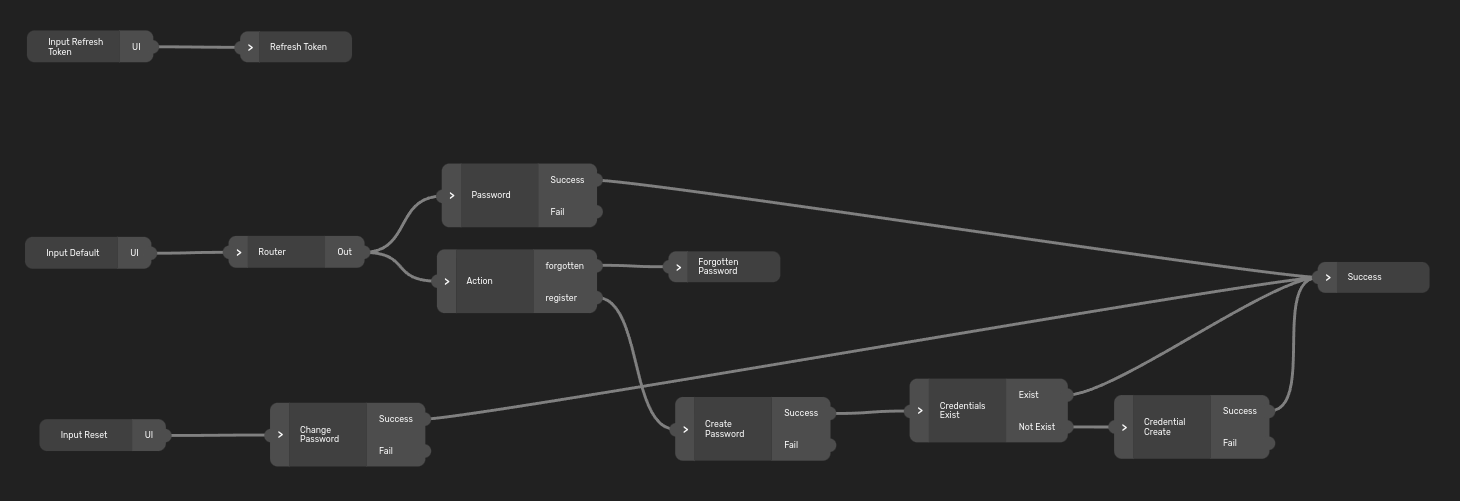 Input Refresh
Token
UI
Refresh Token
Password
Success
Fail
Input Default
UI
Router
Out
Action
forgotten
register
Forgotten
Password
Success
Input Reset
UI
Change
Password
Success
Fail
Create
Password
Success
Fail
Credentials
Exist
Exist
Not Exist
Credential
Create
Success
Fail